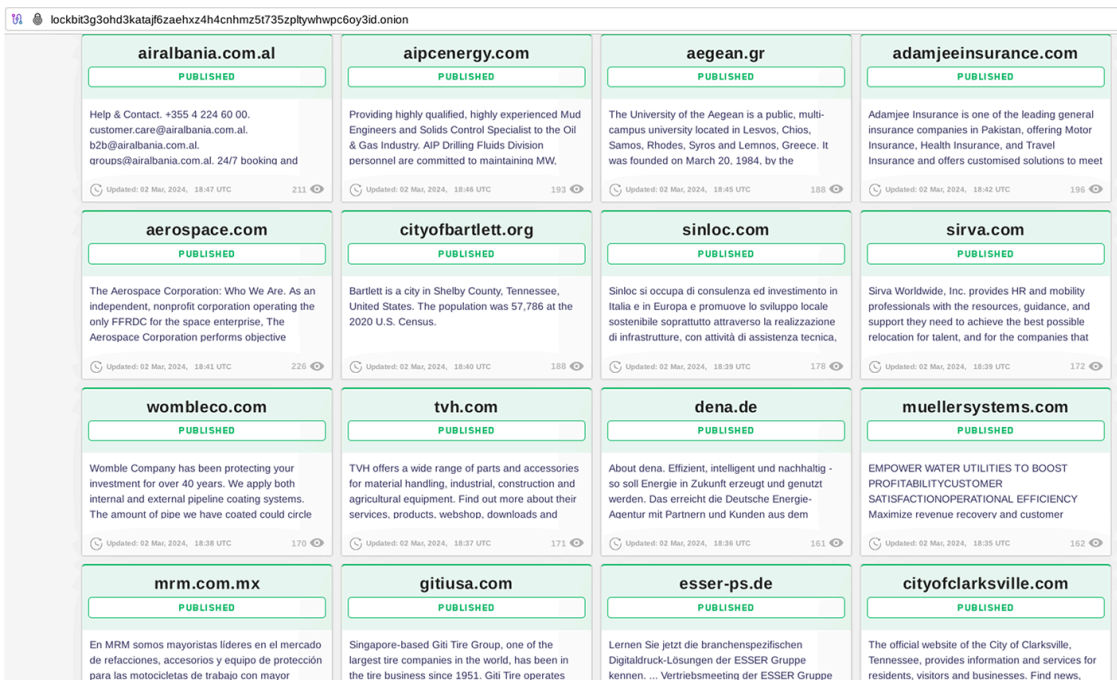 lockbit3g3ohd3katajf6zaehxz4h4cnhmz5t735zpltywhwpc6oy3id.onion
airalbania.com.al
PUBLISHED
Help & Contact. +355 4 224 60 00.
customer.care@airalbania.com.al.
b2b@airalbania.com.al.
groups@airalbania.com.al. 24/7 booking and
Updated: 02 Mar, 2024, 18:47 UTC
211
aipcenergy.com
PUBLISHED
Providing highly qualified, highly experienced Mud
Engineers and Solids Control Specialist to the Oil
& Gas Industry. AIP Drilling Fluids Division
personnel are committed to maintaining MW,
Updated: 02 Mar, 2024, 18:46 UTC
193
aegean.gr
PUBLISHED
The University of the Aegean is a public, multi-
campus university located in Lesvos, Chios,
Samos, Rhodes, Syros and Lemnos, Greece. It
was founded on March 20, 1984, by the
Updated: 02 Mar, 2024, 18:45 UTC
188
adamjeeinsurance.com
PUBLISHED
Adamjee Insurance is one of the leading general
insurance companies in Pakistan, offering Motor
Insurance, Health Insurance, and Travel
Insurance and offers customised solutions to meet
Updated: 02 Mar, 2024, 18:42 UTC
196
aerospace.com
PUBLISHED
The Aerospace Corporation: Who We Are. As an
independent, nonprofit corporation operating the
only FFRDC for the space enterprise, The
Aerospace Corporation performs objective
Updated: 02 Mar, 2024, 18:41 UTC
226
cityofbartlett.org
PUBLISHED
Bartlett is a city in Shelby County, Tennessee,
United States. The population was 57,786 at the
2020 U.S. Census.
Updated: 02 Mar, 2024, 18:40 UTC
188
sinloc.com
PUBLISHED
Sinloc si occupa di consulenza ed investimento in
Italia e in Europa e promuove lo sviluppo locale
sostenibile soprattutto attraverso la realizzazione
di infrastrutture, con attività di assistenza tecnica,
Updated: 02 Mar, 2024, 18:39 UTC
178
sirva.com
PUBLISHED
Sirva Worldwide, Inc. provides HR and mobility
professionals with the resources, guidance, and
support they need to achieve the best possible
relocation for talent, and for the companies that
Updated: 02 Mar, 2024, 18:39 UTC
172
wombleco.com
PUBLISHED
Womble Company has been protecting your
investment for over 40 years. We apply both
internal and external pipeline coating systems.
The amount of pipe we have coated could circle
Updated: 02 Mar, 2024, 18:38 UTC
170
tvh.com
PUBLISHED
TVH offers a wide range of parts and accessories
for material handling, industrial, construction and
agricultural equipment. Find out more about their
services, products, webshop, downloads and
Updated: 02 Mar, 2024, 18:37 UTC
171
dena.de
PUBLISHED
About dena. Effizient, intelligent und nachhaltig -
so soll Energie in Zukunft erzeugt und genutzt
werden. Das erreicht die Deutsche Energie-
Agentur mit Partnern und Kunden aus dem
Updated: 02 Mar, 2024, 18:36 UTC
161
muellersystems.com
PUBLISHED
EMPOWER WATER UTILITIES TO BOOST
PROFITABILITYCUSTOMER
SATISFACTIONOPERATIONAL EFFICIENCY
Maximize revenue recovery and customer
Updated: 02 Mar, 2024, 18:35 UTC
162
mrm.com.mx
PUBLISHED
En MRM somos mayoristas líderes en el mercado
de refacciones, accesorios y equipo de protección
para las motocicletas de trabajo con mayor
gitiusa.com
PUBLISHED
Singapore-based Giti Tire Group, one of the
largest tire companies in the world, has been in
the tire business since 1951. Giti Tire operates
esser-ps.de
PUBLISHED
Lernen Sie jetzt die branchenspezifischen
Digitaldruck-Lösungen der ESSER Gruppe
kennen. ... Vertriebsmeeting der ESSER Gruppe
cityofclarksville.com
PUBLISHED
The official website of the City of Clarksville,
Tennessee, provides information and services for
residents, visitors and businesses. Find news,